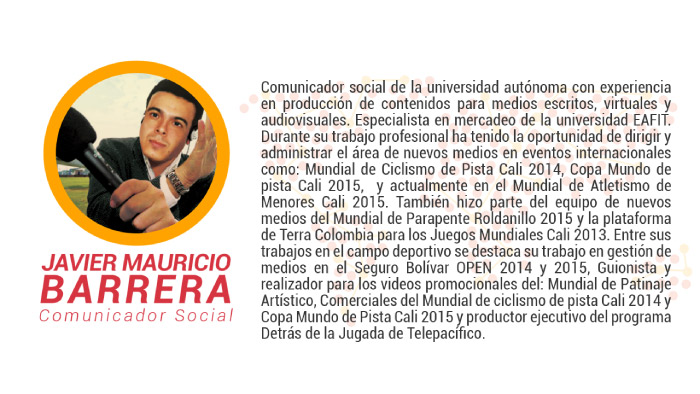 JAVIER MAURICIO
BARRERA
Comunicador Social
Comunicador social de la universidad autónoma con experiencia
en producción de contenidos para medios escritos, virtuales y
audiovisuales. Especialista en mercadeo de la universidad EAFIT.
Durante su trabajo profesional ha tenido la oportunidad de dirigir y
administrar el área de nuevos medios en eventos internacionales
como: Mundial de Ciclismo de Pista Cali 2014, Copa Mundo de
pista Cali 2015, y actualmente en el Mundial de Atletismo de
Menores Cali 2015. También hizo parte del equipo de nuevos
medios del Mundial de Parapente Roldanillo 2015 y la plataforma
de Terra Colombia para los Juegos Mundiales Cali 2013. Entre sus
trabajos en el campo deportivo se destaca su trabajo en gestión de
medios en el Seguro Bolívar OPEN 2014 y 2015, Guionista y
realizador para los videos promocionales del: Mundial de Patinaje
Artístico, Comerciales del Mundial de ciclismo de pista Cali 2014 y
Copa Mundo de Pista Cali 2015 y productor ejecutivo del programa
Detrás de la Jugada de Telepacífico.